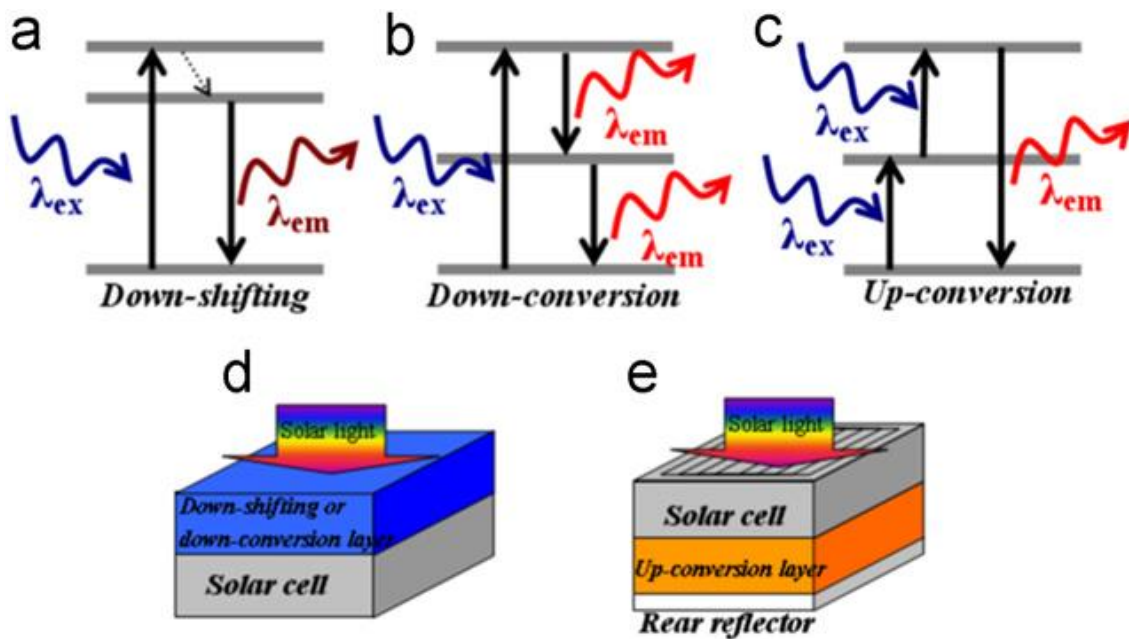 a
b
c
λex
λem
Down-shifting
λex
λem
λem
Down-conversion
λex
λex
λem
Up-conversion
d
e
Solar light
Down-shifting or
down-conversion layer
Solar cell
Solar light
Solar cell
Up-conversion layer
Rear reflector